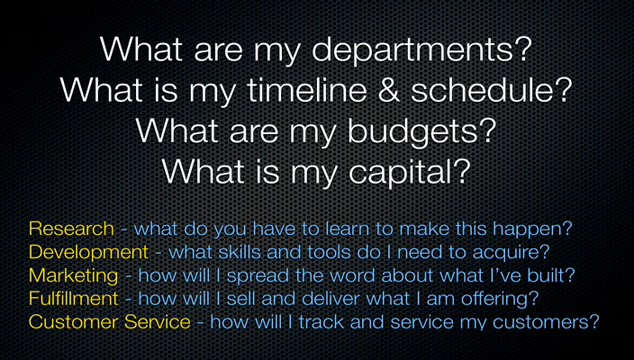 What are my departments?
What is my timeline & schedule?
What are my budgets?
What is my capital?
Research - what do you have to learn to make this happen?
Development - what skills and tools do I need to acquire?
Marketing - how will I spread the word about what I've built?
Fulfillment - how will I sell and deliver what I am offering?
Customer Service - how will I track and service my customers?